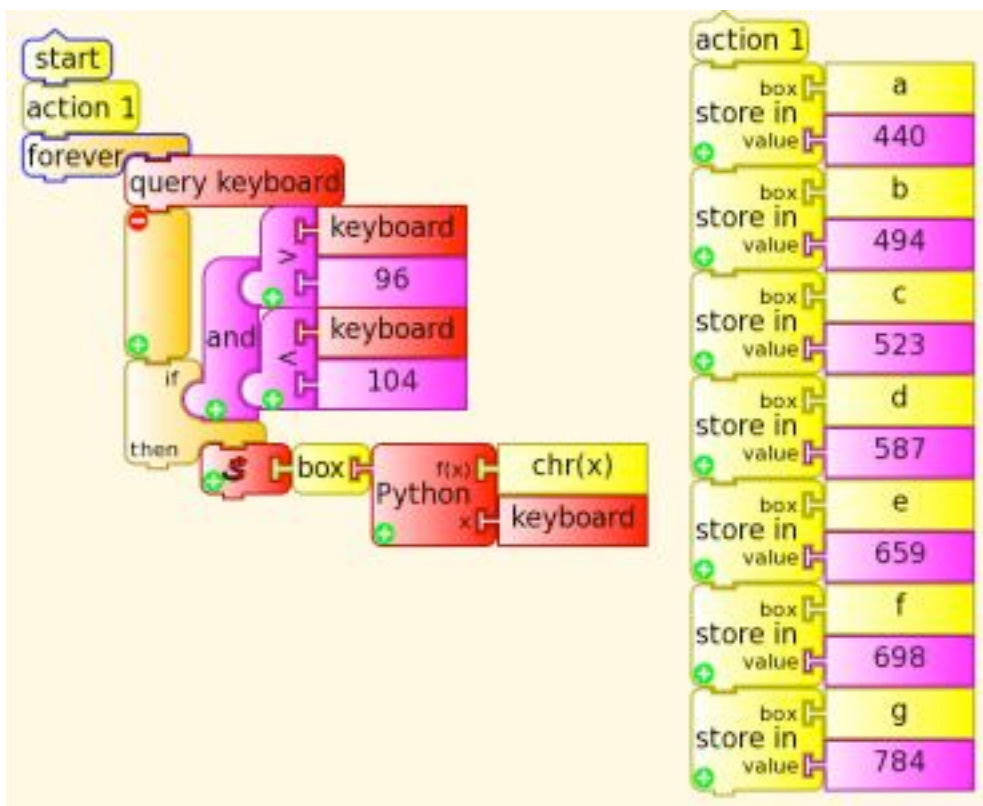 start
action 1
forever
query keyboard
keyboard
>
96
and
keyboard
<
104
if
then
box
f(x)
chr(x)
Python
x
keyboard
action 1
box
a
store in
value
440
box
b
store in
value
494
box
c
store in
value
523
box
d
store in
value
587
box
e
store in
value
659
box
f
store in
value
698
box
g
store in
value
784